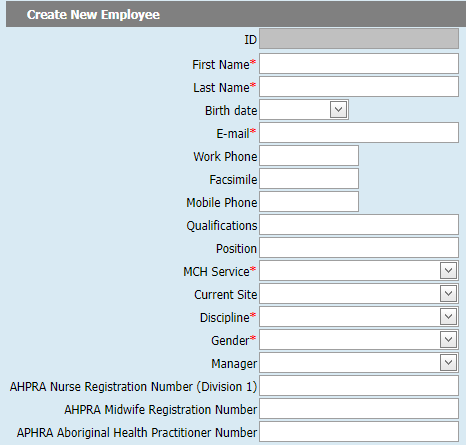 Create New Employee
ID
First Name*
Last Name*
Birth date
E-mail*
Work Phone
Facsimile
Mobile Phone
Qualifications
Position
MCH Service*
Current Site
Discipline*
Gender*
Manager
AHPRA Nurse Registration Number (Division 1)
AHPRA Midwife Registration Number
APHRA Aboriginal Health Practitioner Number